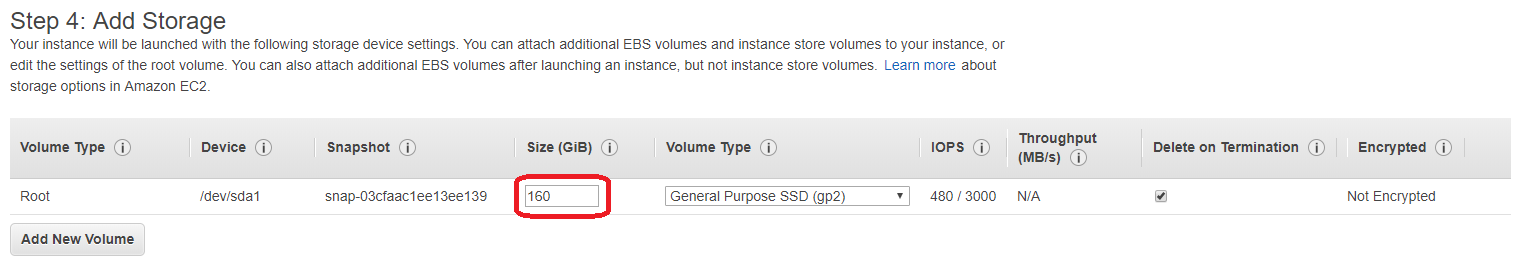 Step 4: Add Storage
Your instance will be launched with the following storage device settings. You can attach additional EBS volumes and instance store volumes to your instance, or
edit the settings of the root volume. You can also attach additional EBS volumes after launching an instance, but not instance store volumes. Learn more about
storage options in Amazon EC2.
Volume Type i Device i Snapshot i Size (GiB) i Volume Type i IOPS i Throughput (MB/s) i Delete on Termination i Encrypted i
Root /dev/sda1 snap-03cfaac1ee13ee139 160 General Purpose SSD (gp2) 480 / 3000 N/A Not Encrypted
Add New Volume